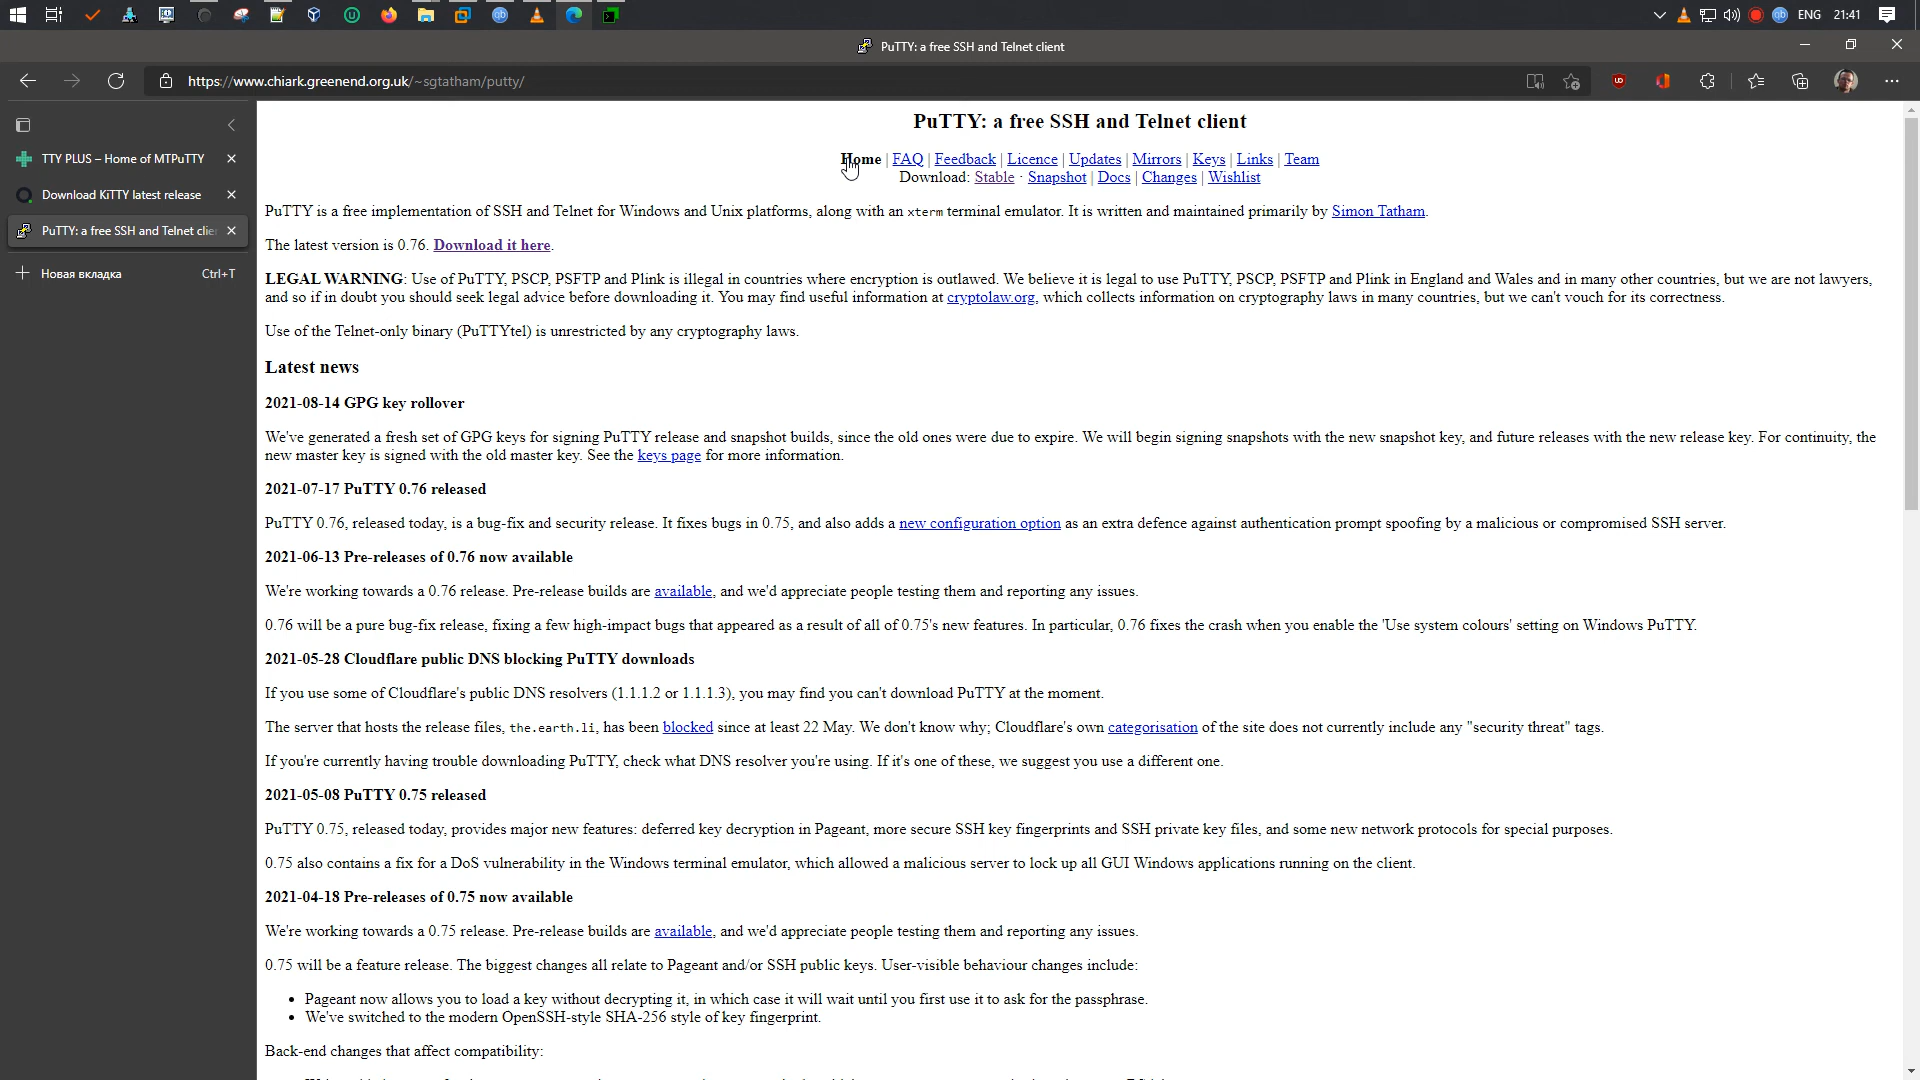 ENG 21:41
PuTTY: a free SSH and Telnet client
https://www.chiark.greenend.org.uk/~sgtatham/putty/
TTY PLUS – Home of MTPuTTY
Download KiTTY latest release
PuTTY: a free SSH and Telnet clie
Новая вкладка Ctrl+T
PuTTY: a free SSH and Telnet client
Home | FAQ | Feedback | Licence | Updates | Mirrors | Keys | Links | Team
Download: Stable · Snapshot | Docs | Changes | Wishlist
PuTTY is a free implementation of SSH and Telnet for Windows and Unix platforms, along with an xterm terminal emulator. It is written and maintained primarily by Simon Tatham.
The latest version is 0.76. Download it here.
LEGAL WARNING: Use of PuTTY, PSCP, PSFTP and Plink is illegal in countries where encryption is outlawed. We believe it is legal to use PuTTY, PSCP, PSFTP and Plink in England and Wales and in many other countries, but we are not lawyers,
and so if in doubt you should seek legal advice before downloading it. You may find useful information at cryptolaw.org, which collects information on cryptography laws in many countries, but we can't vouch for its correctness.
Use of the Telnet-only binary (PuTTYtel) is unrestricted by any cryptography laws.
Latest news
2021-08-14 GPG key rollover
We've generated a fresh set of GPG keys for signing PuTTY release and snapshot builds, since the old ones were due to expire. We will begin signing snapshots with the new snapshot key, and future releases with the new release key. For continuity, the
new master key is signed with the old master key. See the keys page for more information.
2021-07-17 PuTTY 0.76 released
PuTTY 0.76, released today, is a bug-fix and security release. It fixes bugs in 0.75, and also adds a new configuration option as an extra defence against authentication prompt spoofing by a malicious or compromised SSH server.
2021-06-13 Pre-releases of 0.76 now available
We're working towards a 0.76 release. Pre-release builds are available, and we'd appreciate people testing them and reporting any issues.
0.76 will be a pure bug-fix release, fixing a few high-impact bugs that appeared as a result of all of 0.75's new features. In particular, 0.76 fixes the crash when you enable the 'Use system colours' setting on Windows PuTTY.
2021-05-28 Cloudflare public DNS blocking PuTTY downloads
If you use some of Cloudflare's public DNS resolvers (1.1.1.2 or 1.1.1.3), you may find you can't download PuTTY at the moment.
The server that hosts the release files, the.earth.li, has been blocked since at least 22 May. We don't know why; Cloudflare's own categorisation of the site does not currently include any "security threat" tags.
If you're currently having trouble downloading PuTTY, check what DNS resolver you're using. If it's one of these, we suggest you use a different one.
2021-05-08 PuTTY 0.75 released
PuTTY 0.75, released today, provides major new features: deferred key decryption in Pageant, more secure SSH key fingerprints and SSH private key files, and some new network protocols for special purposes.
0.75 also contains a fix for a DoS vulnerability in the Windows terminal emulator, which allowed a malicious server to lock up all GUI Windows applications running on the client.
2021-04-18 Pre-releases of 0.75 now available
We're working towards a 0.75 release. Pre-release builds are available, and we'd appreciate people testing them and reporting any issues.
0.75 will be a feature release. The biggest changes all relate to Pageant and/or SSH public keys. User-visible behaviour changes include:
• Pageant now allows you to load a key without decrypting it, in which case it will wait until you first use it to ask for the passphrase.
• We've switched to the modern OpenSSH-style SHA-256 style of key fingerprint.
Back-end changes that affect compatibility: